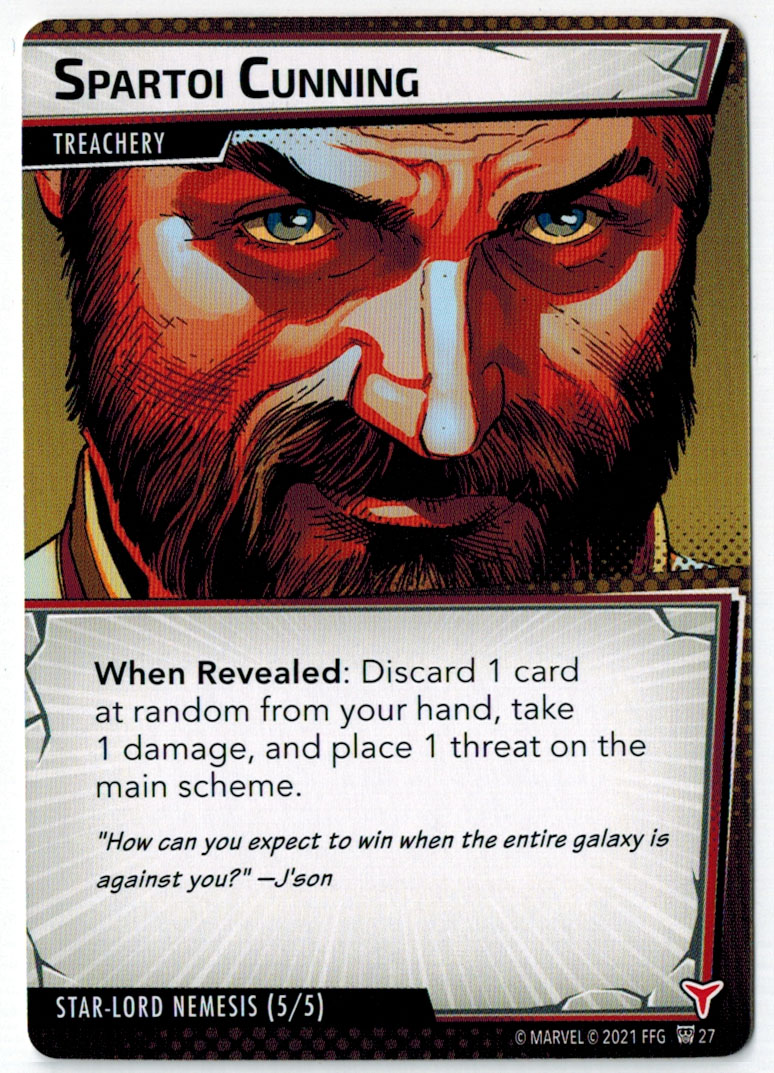 SPARTOI CUNNING
TREACHERY
When Revealed: Discard 1 card
at random from your hand, take
1 damage, and place 1 threat on the
main scheme.
"How can you expect to win when the entire galaxy is
against you?" —J'son
STAR-LORD NEMESIS (5/5)
© MARVEL © 2021 FFG 27